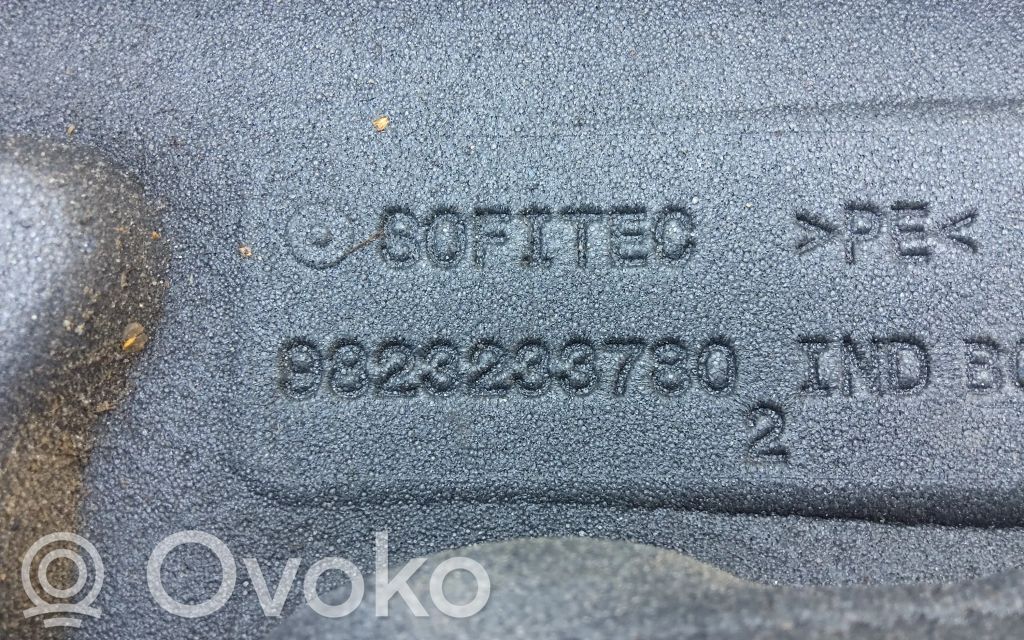 SOFITEC >PE<
9823233780 IND
2
Ovoko